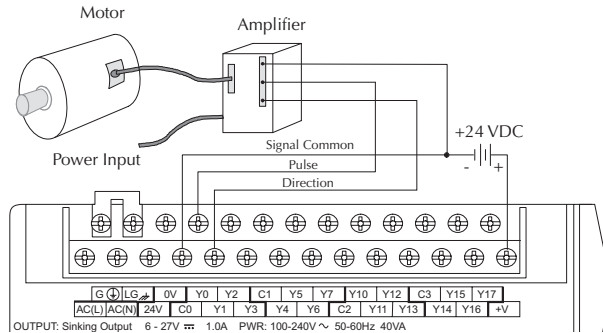 Motor
Amplifier
+24 VDC
- +
Power Input
Signal Common
Pulse
Direction
G LG 0V Y0 Y2 C1 Y5 Y7 Y10 Y12 C3 Y15 Y17
AC(L) AC(N) 24V C0 Y1 Y3 Y4 Y6 C2 Y11 Y13 Y14 Y16 +V
OUTPUT: Sinking Output 6 - 27V ⎓ 1.0A PWR: 100-240V ~ 50-60Hz 40VA